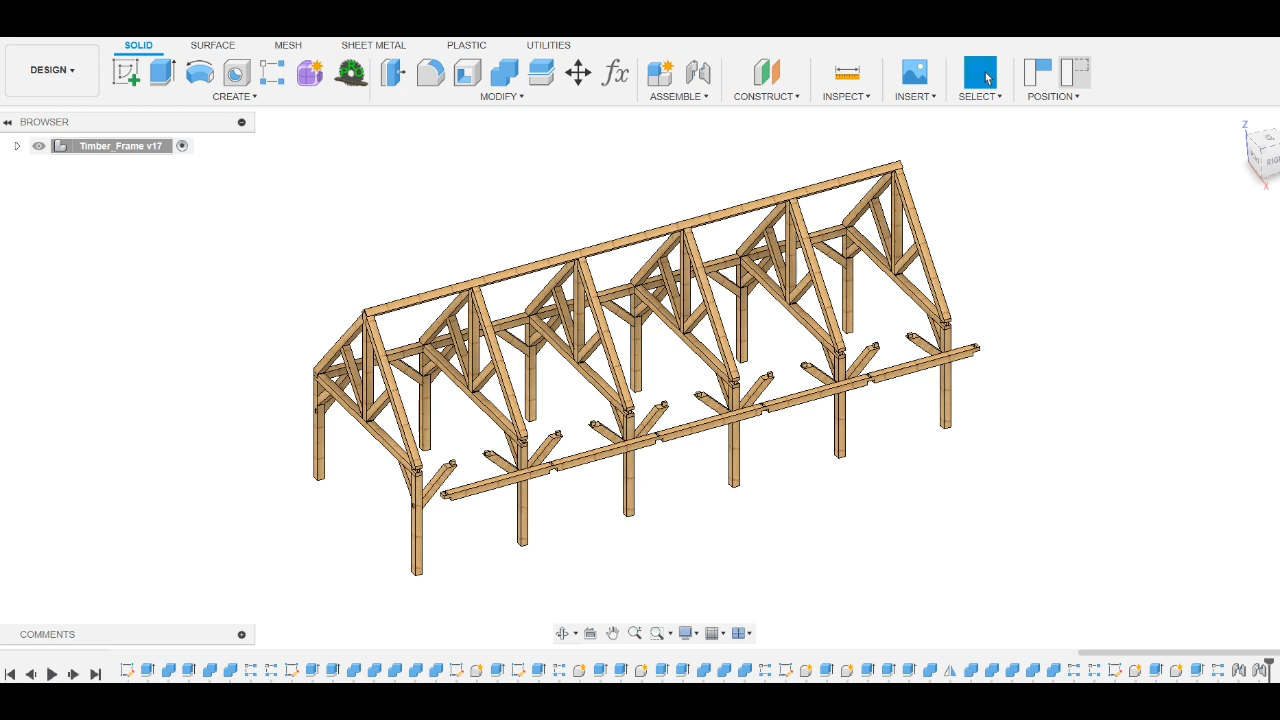 SOLID SURFACE MESH SHEET METAL PLASTIC UTILITIES
DESIGN
CREATE MODIFY ASSEMBLE CONSTRUCT INSPECT INSERT SELECT POSITION
BROWSER
Timber_Frame v17
Z
RIGHT
X
COMMENTS